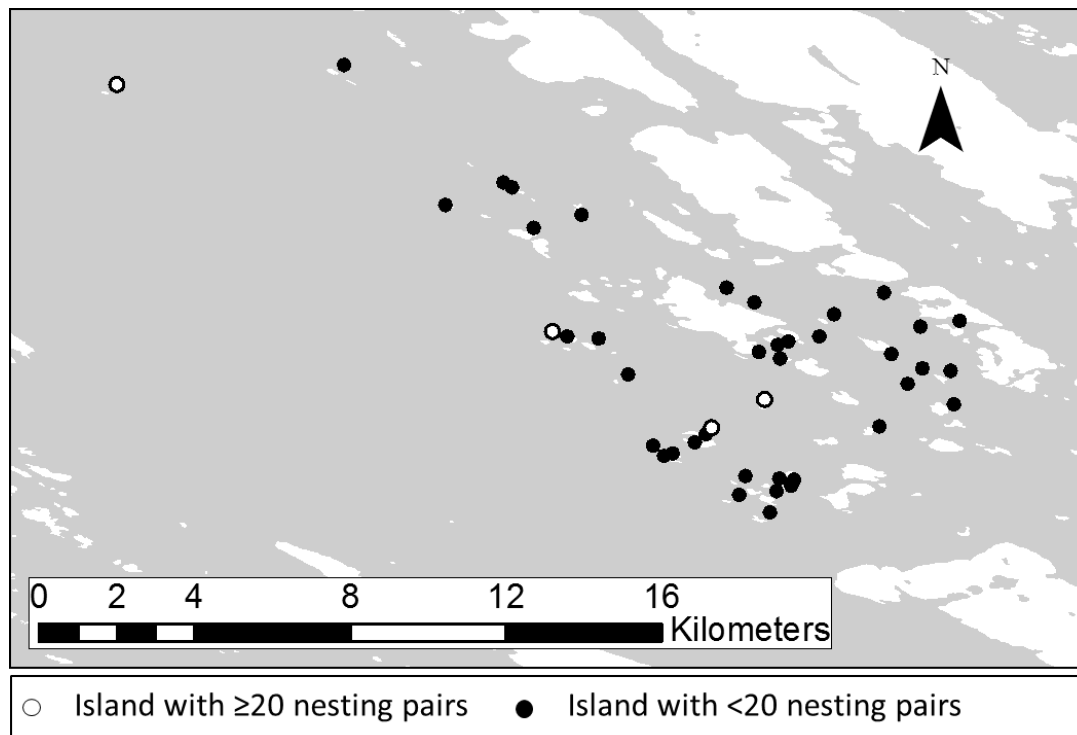 N
0 2 4 8 12 16
Kilometers
Island with ≥20 nesting pairs Island with <20 nesting pairs